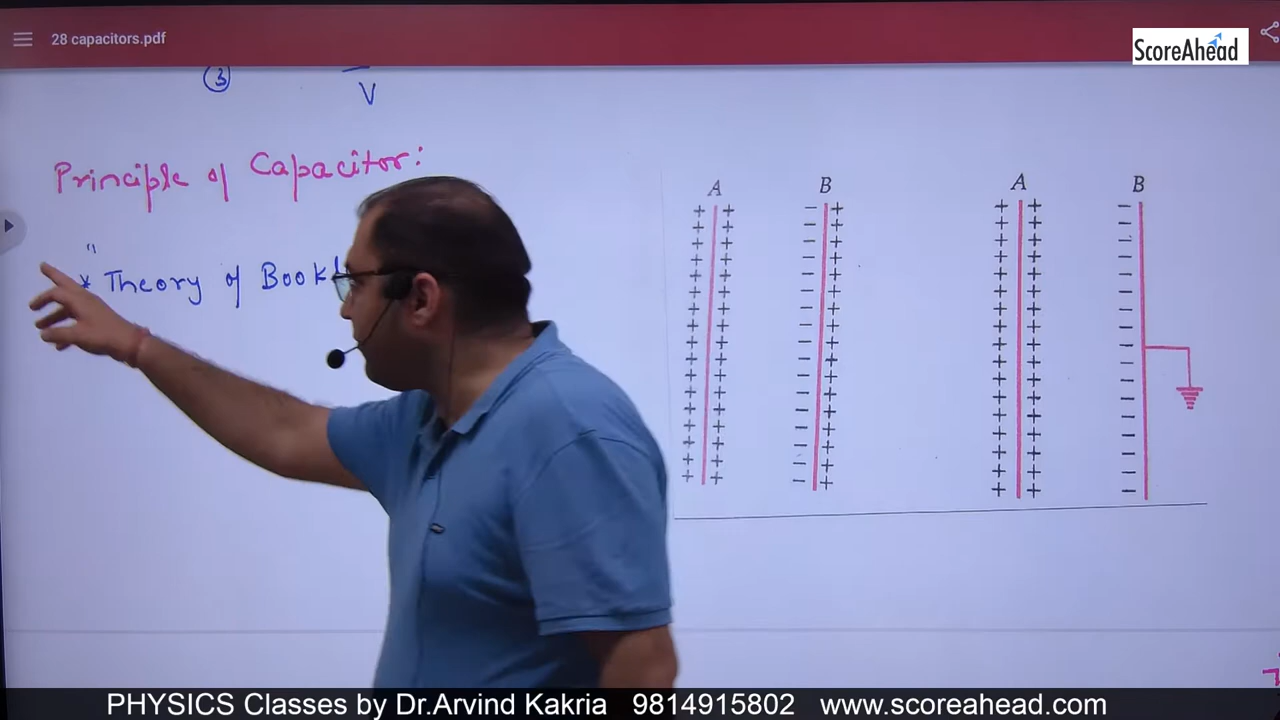 28 capacitors.pdf
ScoreAhead
3
V
Principle of Capacitor:
"
* Theory of Book
A B A B
PHYSICS Classes by Dr.Arvind Kakria 9814915802 www.scoreahead.com